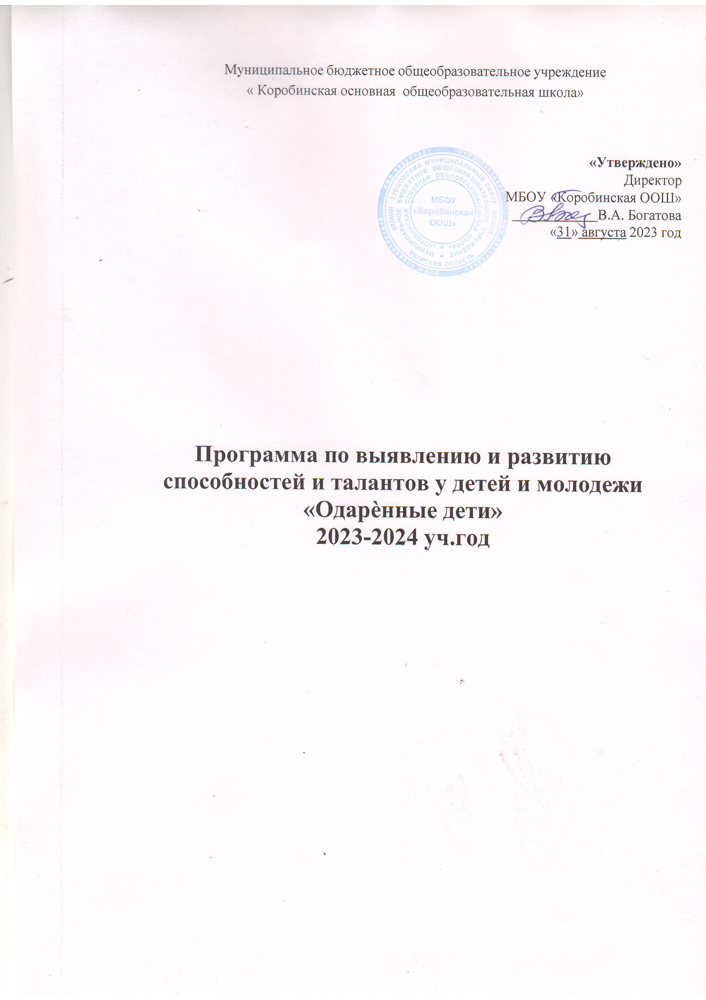 Муниципальное бюджетное общеобразовательное учреждение
« Коробинская основная  общеобразовательная школа»
«Утверждено»
Директор
МБОУ «Коробинская ООШ»
В.А. Богатова
«31» августа 2023 год
ЗУБЦОВСКИЙ МУНИЦИПАЛЬНЫЙ ОКРУГ
ТВЕРСКАЯ ОБЛАСТЬ
МУНИЦИПАЛЬНОЕ БЮДЖЕТНОЕ ОБЩЕОБРАЗОВАТЕЛЬНОЕ УЧРЕЖДЕНИЕ
«КОРОБИНСКАЯ ОСНОВНАЯ ОБЩЕОБРАЗОВАТЕЛЬНАЯ ШКОЛА»
МБОУ
«Коробинская
ООШ»
Программа по выявлению и развитию
способностей и талантов у детей и молодежи
«Одарѐнные дети»
2023-2024 уч.год